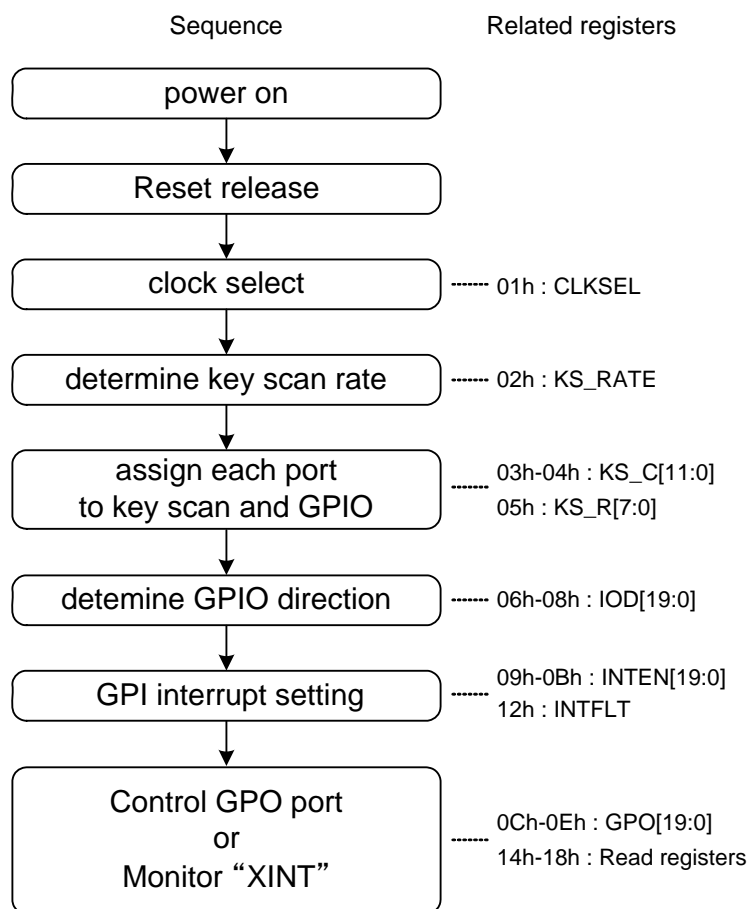 Sequence
Related registers
power on
Reset release
clock select
01h : CLKSEL
determine key scan rate
02h : KS_RATE
assign each port
to key scan and GPIO
03h-04h : KS_C[11:0]
05h : KS_R[7:0]
detemine GPIO direction
06h-08h : IOD[19:0]
GPI interrupt setting
09h-0Bh : INTEN[19:0]
12h : INTFLT
Control GPO port
or
Monitor “XINT”
0Ch-0Eh : GPO[19:0]
14h-18h : Read registers